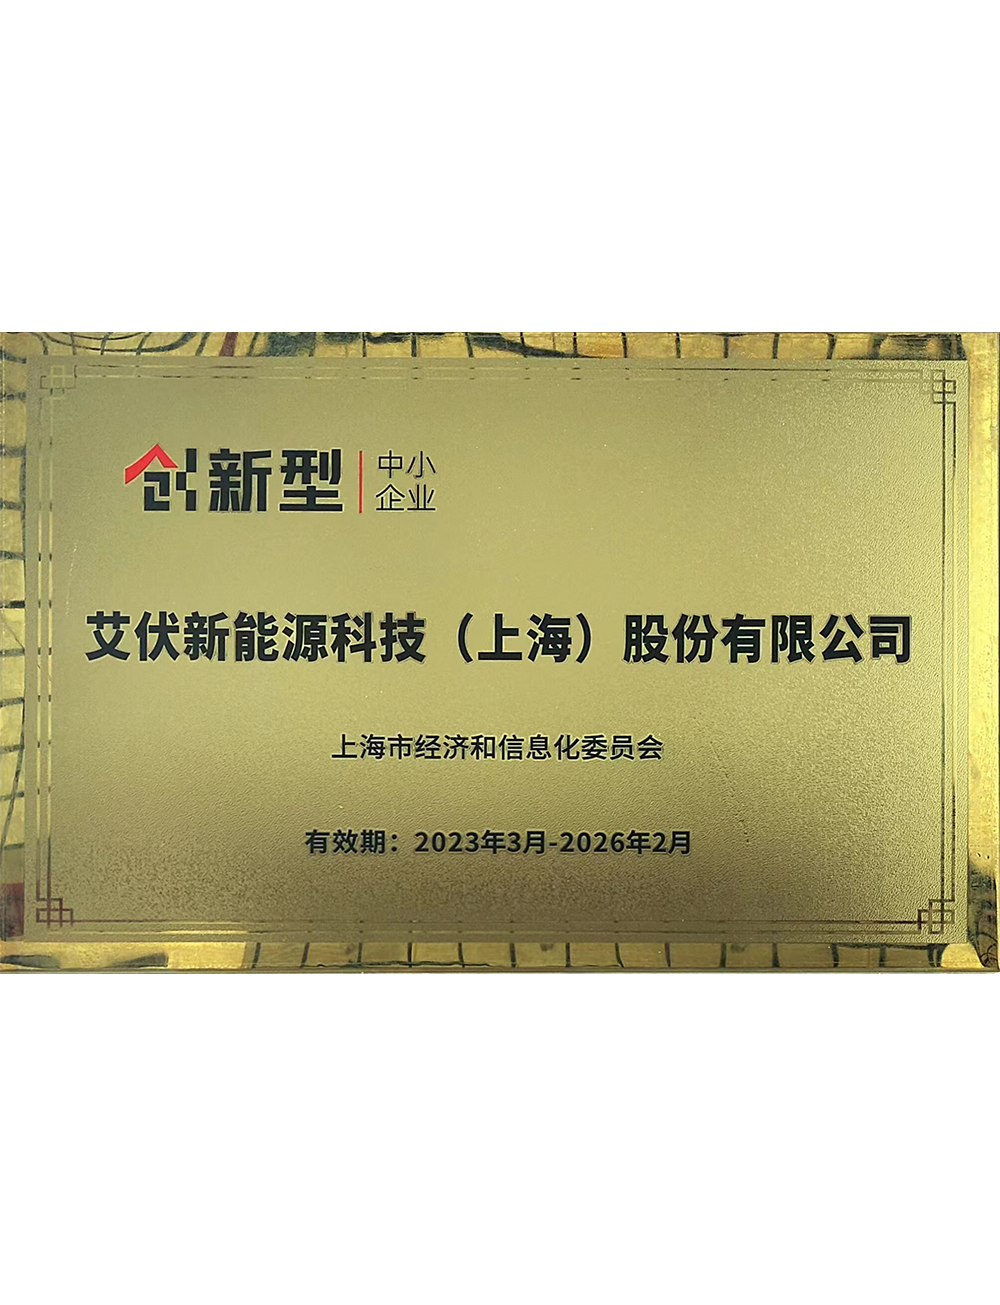 创新型
中小
企业
艾伏新能源科技（上海）股份有限公司
上海市经济和信息化委员会
有效期：2023年3月-2026年2月